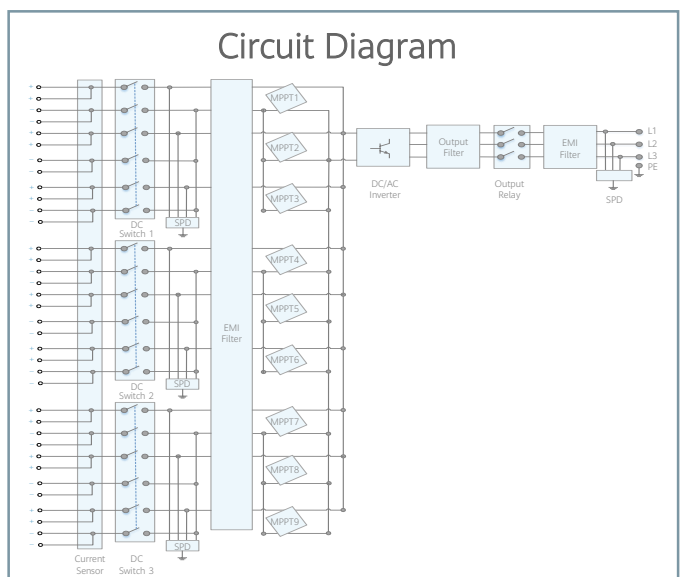 Circuit Diagram
MPPT1
MPPT2
MPPT3
DC
Switch 1
SPD
MPPT4
MPPT5
MPPT6
DC
Switch 2
SPD
EMI
Filter
MPPT7
MPPT8
MPPT9
SPD
Current
Sensor
DC
Switch 3
DC/AC
Inverter
Output
Filter
Output
Relay
EMI
Filter
L1
L2
L3
PE
SPD